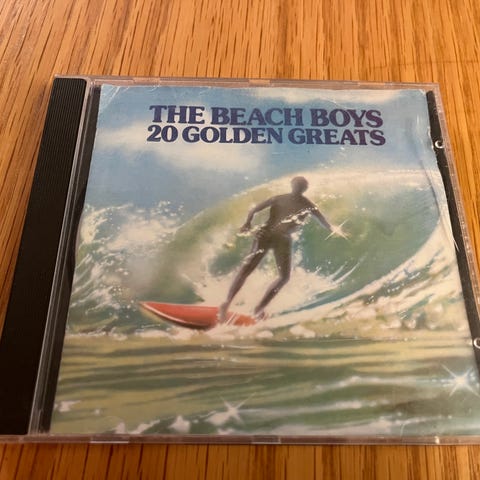 THE BEACH BOYS
20 GOLDEN GREATS